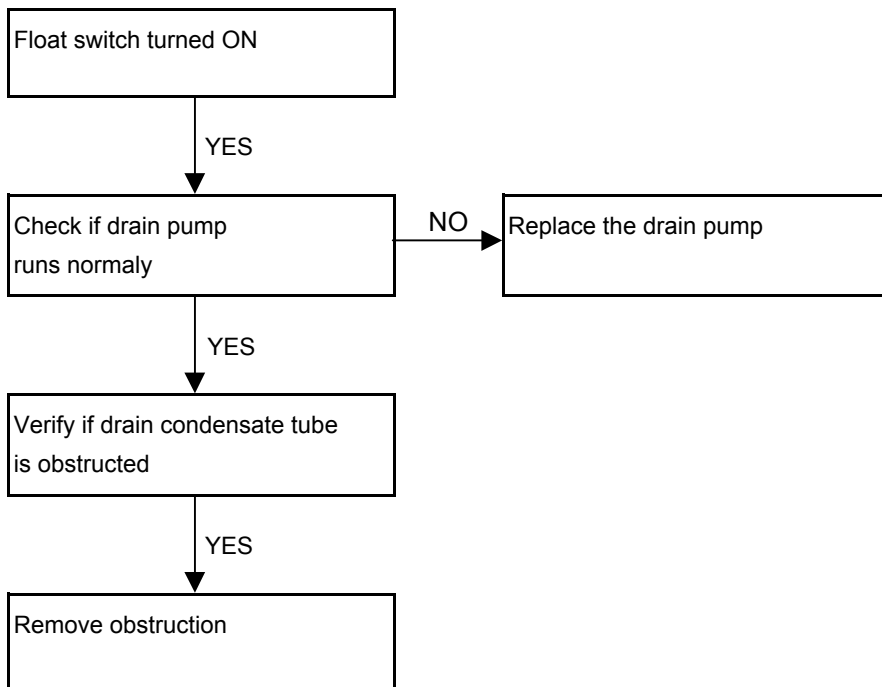 Float switch turned ON
YES
Check if drain pump
runs normaly
NO
Replace the drain pump
YES
Verify if drain condensate tube
is obstructed
YES
Remove obstruction